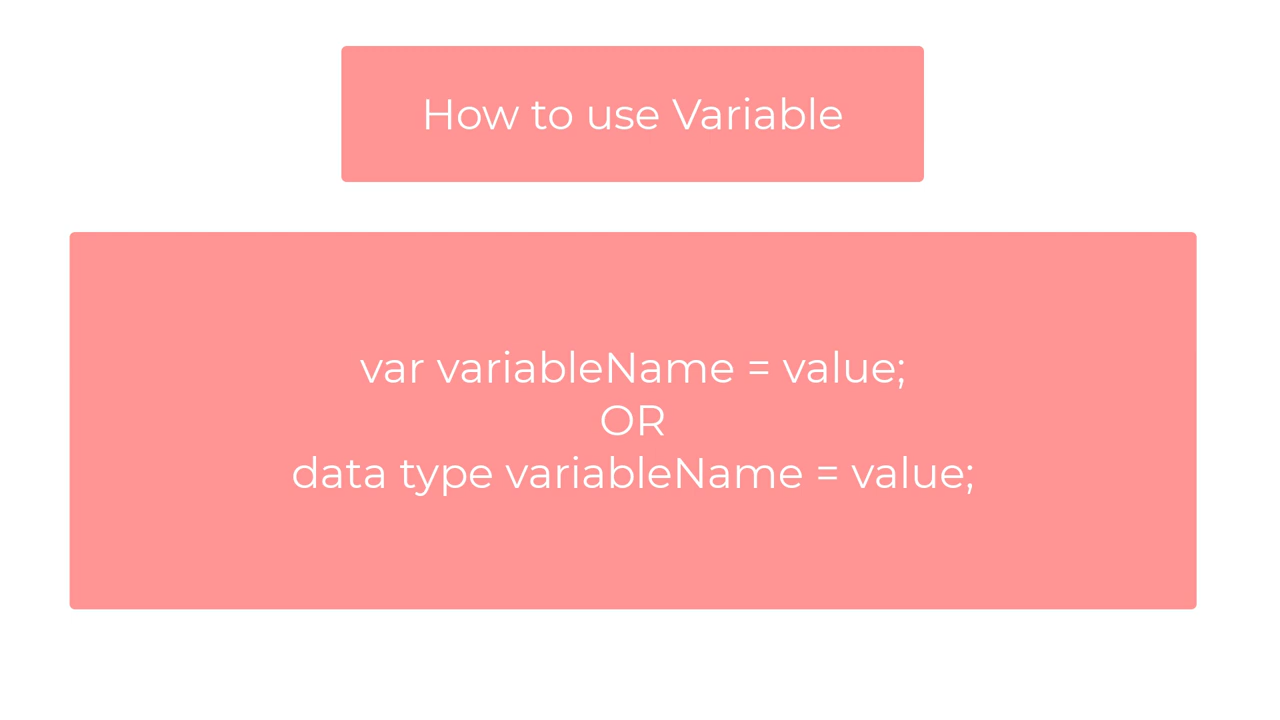 How to use Variable
var variableName = value;
OR
data type variableName = value;